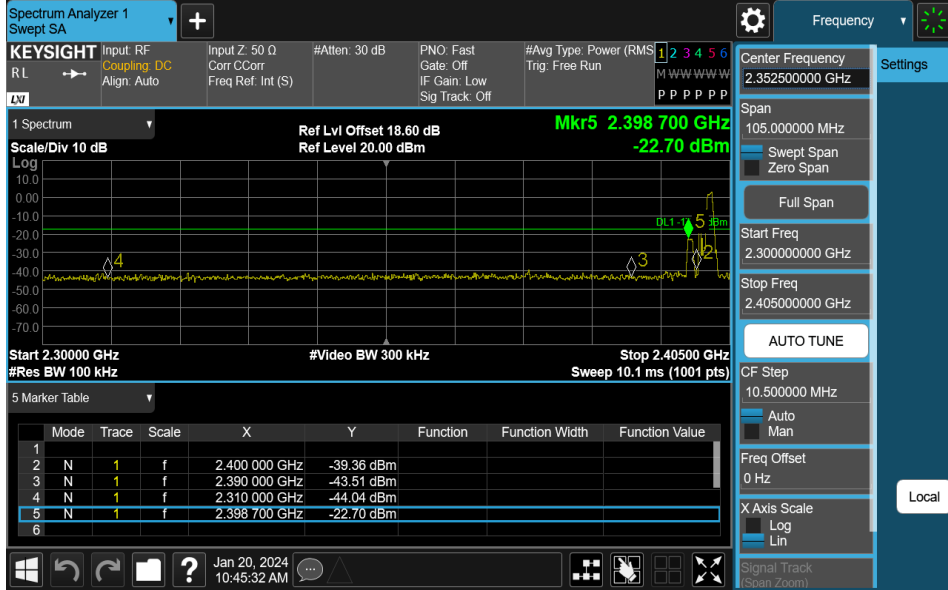 Spectrum Analyzer 1
Swept SA
Frequency
KEYSIGHT
R L
LXI
Input: RF
Coupling: DC
Align: Auto
Input Z: 50 Ω
Corr CCorr
Freq Ref: Int (S)
#Atten: 30 dB
PNO: Fast
Gate: Off
IF Gain: Low
Sig Track: Off
#Avg Type: Power (RMS
Trig: Free Run
1 2 3 4 5 6
M W W W W W
P P P P P P
1 Spectrum
Scale/Div 10 dB
Ref Lvl Offset 18.60 dB
Ref Level 20.00 dBm
Mkr5 2.398 700 GHz
-22.70 dBm
Log
10.0
0.00
-10.0
-20.0
-30.0
-40.0
-50.0
-60.0
-70.0
DL1
5
4
3
2
Start 2.30000 GHz
#Video BW 300 kHz
Stop 2.40500 GHz
#Res BW 100 kHz
Sweep 10.1 ms (1001 pts)
5 Marker Table
Mode Trace Scale X Y Function Function Width Function Value
1
2 N 1 f 2.400 000 GHz -39.36 dBm
3 N 1 f 2.390 000 GHz -43.51 dBm
4 N 1 f 2.310 000 GHz -44.04 dBm
5 N 1 f 2.398 700 GHz -22.70 dBm
6
Jan 20, 2024
10:45:32 AM
Center Frequency
2.352500000 GHz
Span
105.000000 MHz
Swept Span
Zero Span
Full Span
Start Freq
2.300000000 GHz
Stop Freq
2.405000000 GHz
AUTO TUNE
CF Step
10.500000 MHz
Auto
Man
Freq Offset
0 Hz
X Axis Scale
Log
Lin
Signal Track
(Span Zoom)
Settings
Local